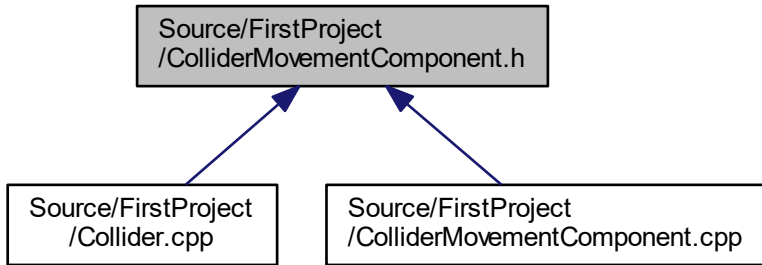 Source/FirstProject
/ColliderMovementComponent.h
Source/FirstProject
/Collider.cpp
Source/FirstProject
/ColliderMovementComponent.cpp